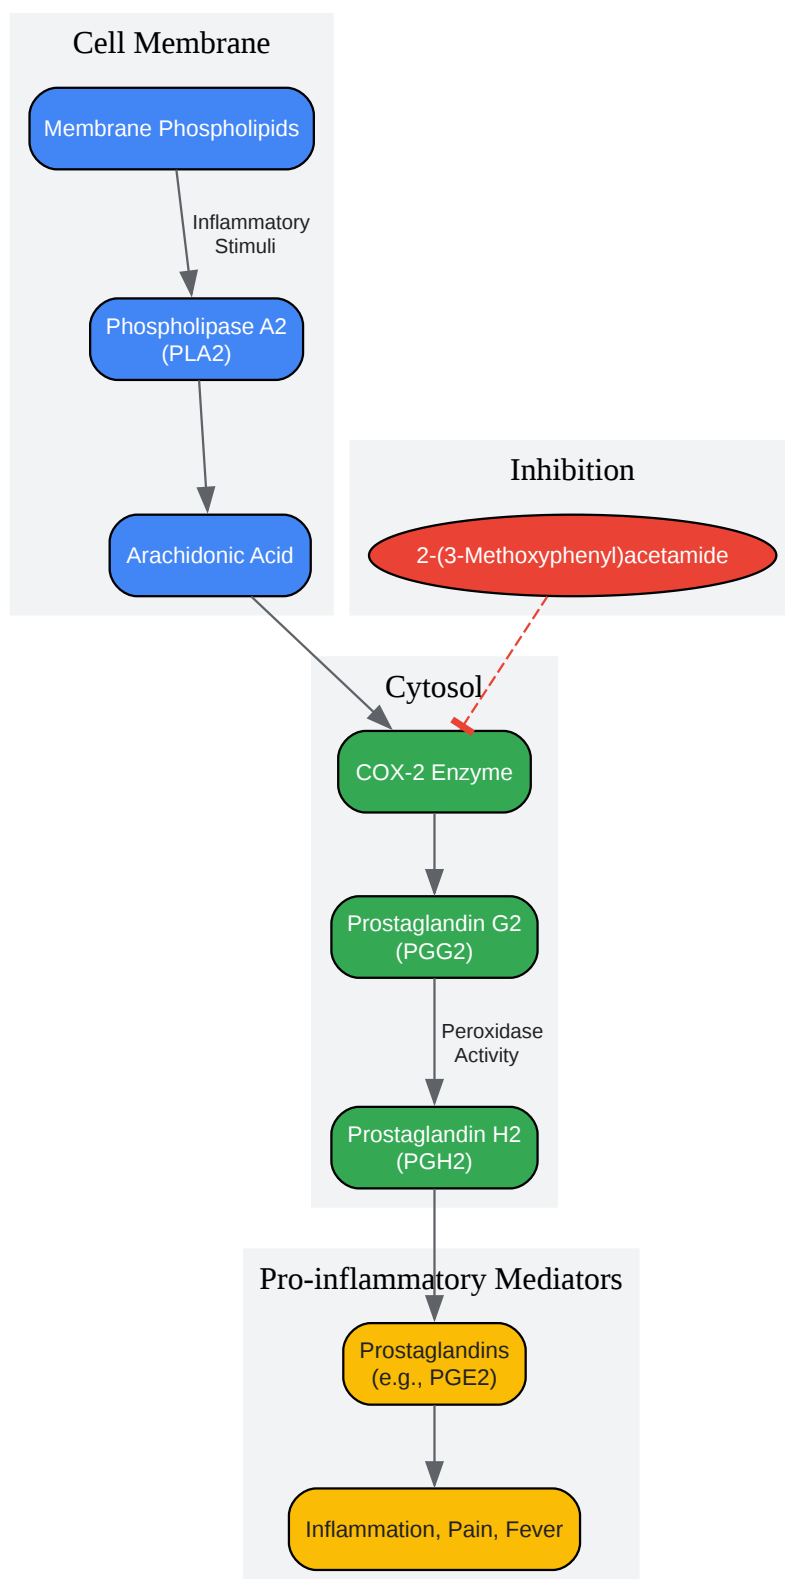 Cell Membrane
Membrane Phospholipids
Inflammatory
Stimuli
Phospholipase A2
(PLA2)
Arachidonic Acid
Inhibition
2-(3-Methoxyphenyl)acetamide
Cytosol
COX-2 Enzyme
Prostaglandin G2
(PGG2)
Peroxidase
Activity
Prostaglandin H2
(PGH2)
Pro-inflammatory Mediators
Prostaglandins
(e.g., PGE2)
Inflammation, Pain, Fever